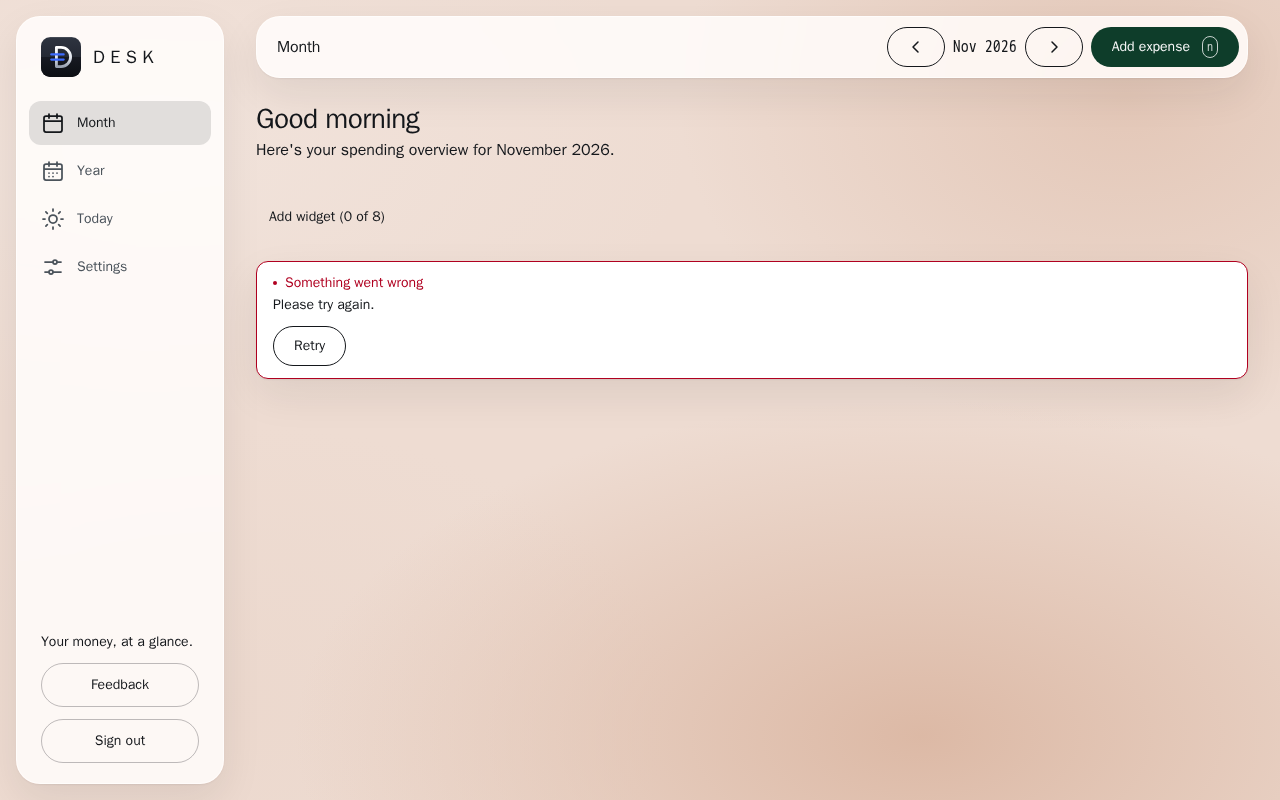 DESK
Month
Year
Today
Settings
Your money, at a glance.
Feedback
Sign out
Month
Nov 2026
Add expense n
Good morning
Here's your spending overview for November 2026.
Add widget (0 of 8)
• Something went wrong
Please try again.
Retry